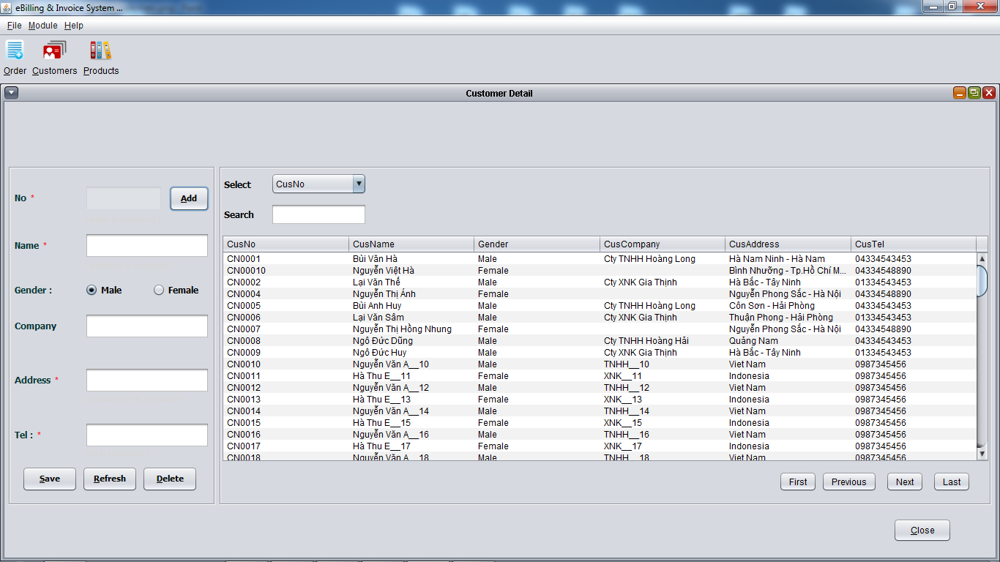 eBilling & Invoice System ...
File Module Help
Order Customers Products
Customer Detail
No * Add
Name *
Gender : Male Female
Company
Address *
Tel : *
Save Refresh Delete
Select CusNo
Search
CusNo CusName Gender CusCompany CusAddress CusTel
CN0001 Bùi Văn Hà Male Cty TNHH Hoàng Long Hà Nam Ninh - Hà Nam 04334543453
CN00010 Nguyễn Việt Hà Female Bình Nhưỡng - Tp.Hồ Chí M... 04334548890
CN0002 Lại Văn Thế Male Cty XNK Gia Thịnh Hà Bắc - Tây Ninh 01334543453
CN0004 Nguyễn Thị Ánh Female Nguyễn Phong Sắc - Hà Nội 04334548890
CN0005 Bùi Anh Huy Male Cty TNHH Hoàng Long Côn Sơn - Hải Phòng 04334543453
CN0006 Lại Văn Sâm Male Cty XNK Gia Thịnh Thuận Phong - Hải Phòng 01334543453
CN0007 Nguyễn Thị Hồng Nhung Female Nguyễn Phong Sắc - Hà Nội 04334548890
CN0008 Ngô Đức Dũng Male Cty TNHH Hoàng Hải Quảng Nam 04334543453
CN0009 Ngô Đức Huy Male Cty XNK Gia Thịnh Hà Bắc - Tây Ninh 01334543453
CN0010 Nguyễn Văn A__10 Male TNHH__10 Viet Nam 0987345456
CN0011 Hà Thu E__11 Female XNK__11 Indonesia 0987345456
CN0012 Nguyễn Văn A__12 Male TNHH__12 Viet Nam 0987345456
CN0013 Hà Thu E__13 Female XNK__13 Indonesia 0987345456
CN0014 Nguyễn Văn A__14 Male TNHH__14 Viet Nam 0987345456
CN0015 Hà Thu E__15 Female XNK__15 Indonesia 0987345456
CN0016 Nguyễn Văn A__16 Male TNHH__16 Viet Nam 0987345456
CN0017 Hà Thu E__17 Female XNK__17 Indonesia 0987345456
CN0018 Nguyễn Văn A__18 Male TNHH__18 Viet Nam 0987345456
First Previous Next Last
Close